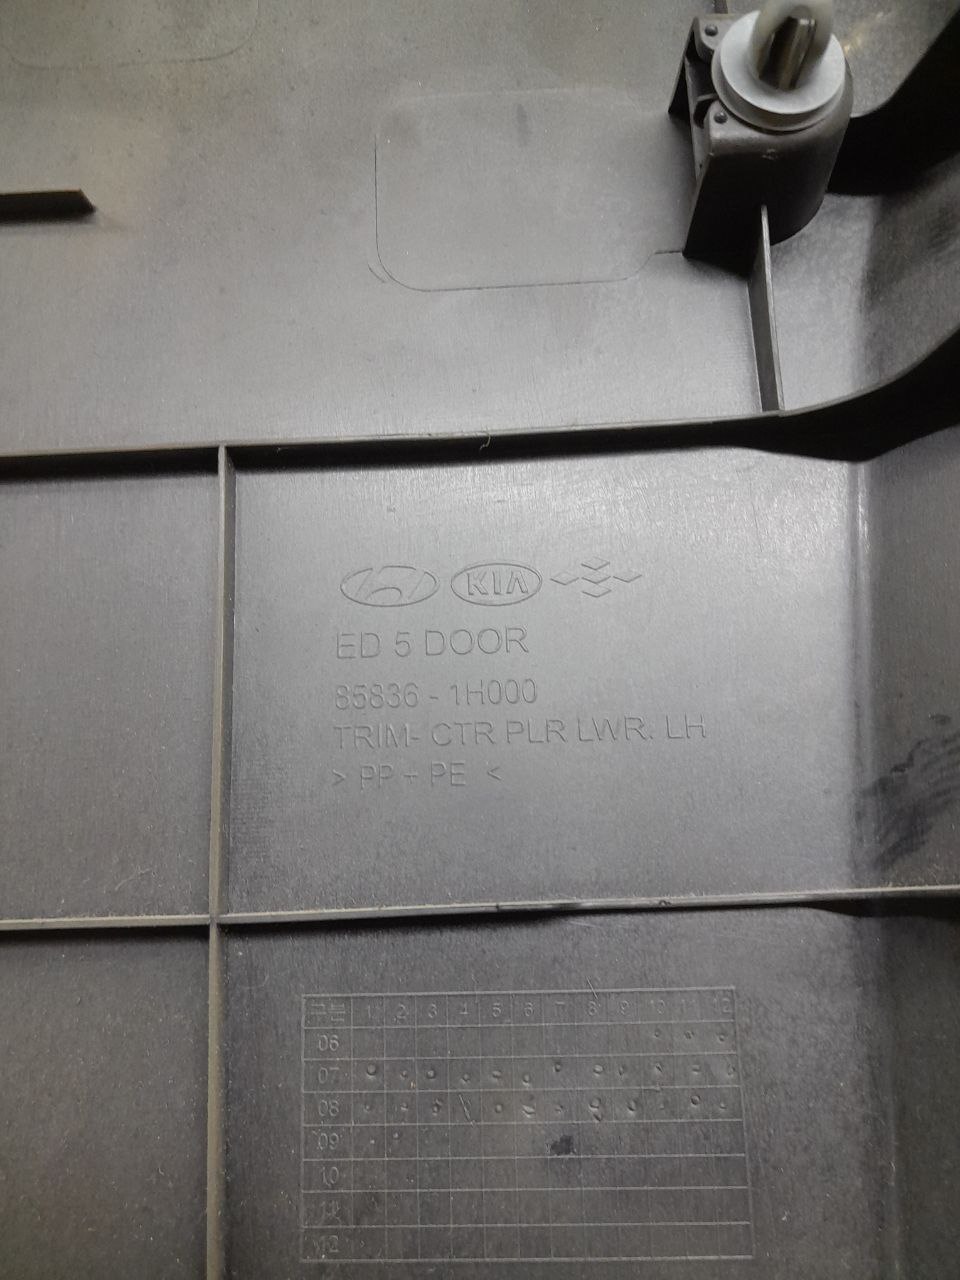 KIA
ED 5 DOOR
85836 - 1H000
TRIM- CTR PLR LWR. LH
> PP + PE <
구분 1 2 3 4 5 6 7 8 9 10 11 12
06
07
08
09
10
11
12